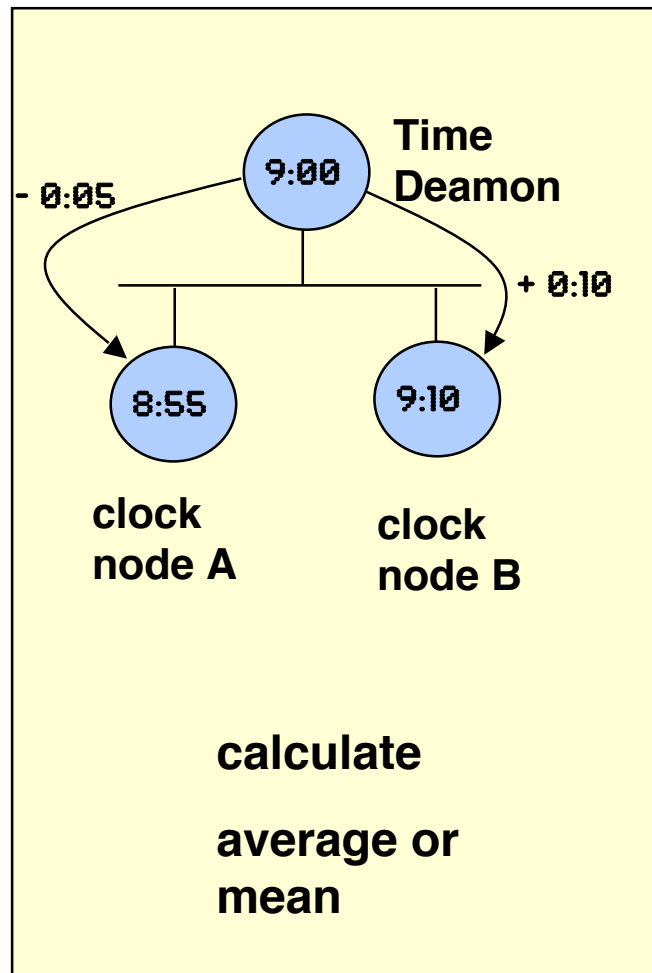 Time
Deamon
9:00
- 0:05
+ 0:10
8:55
9:10
clock
node A
clock
node B
calculate
average or
mean